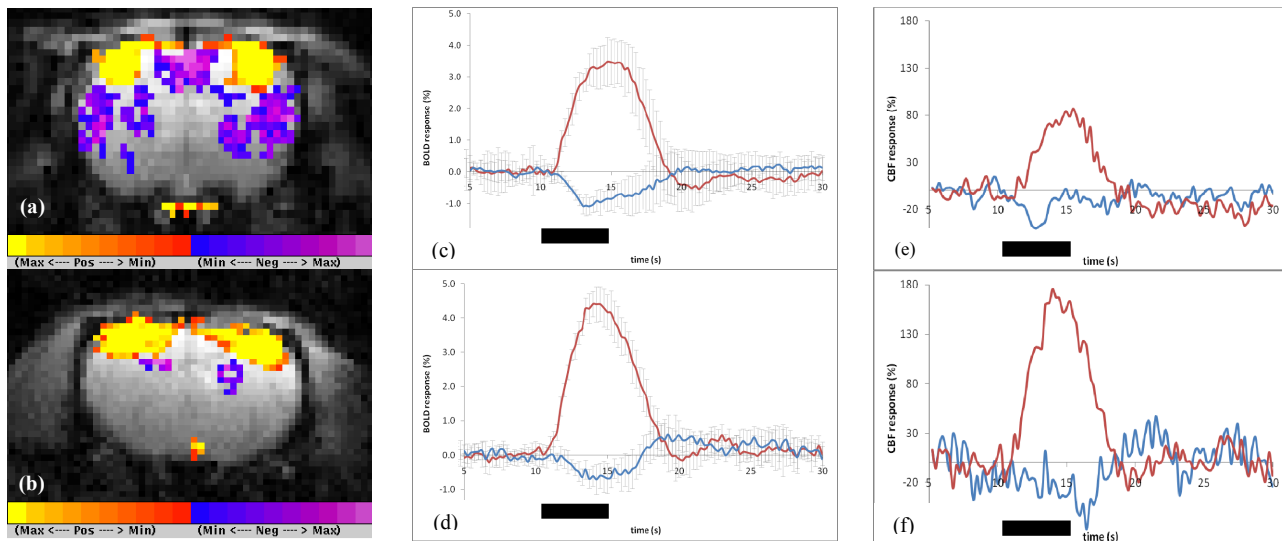 (a)
(Max <---- Pos ----> Min) (Min <---- Neg ----> Max)
(b)
(Max <---- Pos ----> Min) (Min <---- Neg ----> Max)
BOLD response (%)
5.0
4.0
3.0
2.0
1.0
0.0
-1.0
5 10 15 20 25 30
(c)
time (s)
BOLD response (%)
5.0
4.0
3.0
2.0
1.0
0.0
-1.0
5 10 15 20 25 30
(d)
time (s)
CBF response (%)
180
130
80
30
-20
5 10 15 20 25 30
(e)
time (s)
CBF response (%)
180
130
80
30
-20
5 10 15 20 25 30
(f)
time (s)